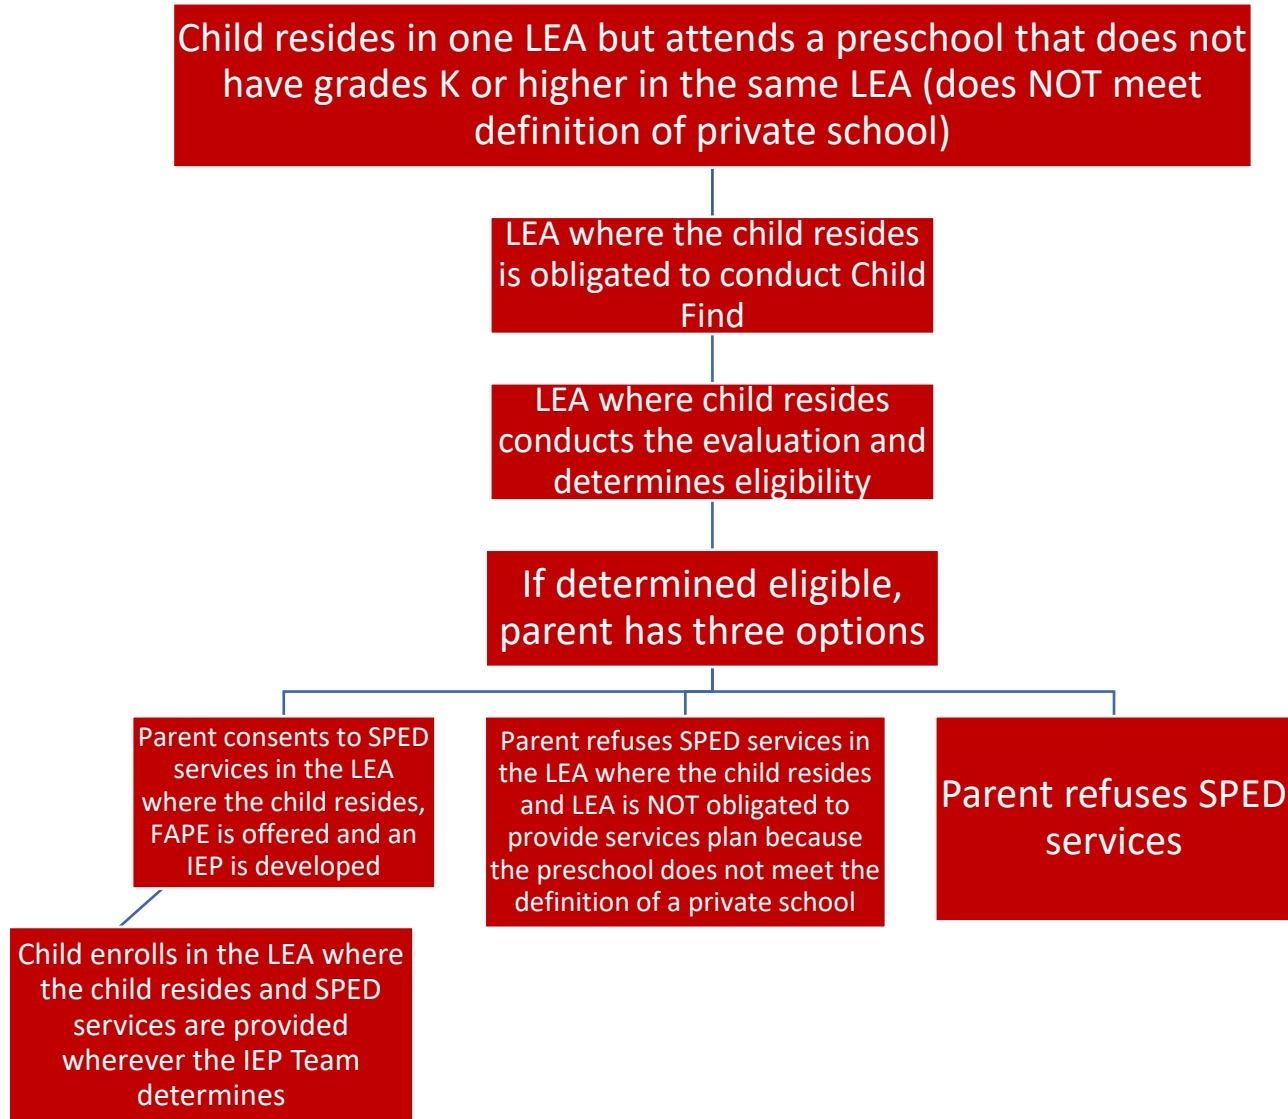 Child resides in one LEA but attends a preschool that does not
have grades K or higher in the same LEA (does NOT meet
definition of private school)
LEA where the child resides
is obligated to conduct Child
Find
LEA where child resides
conducts the evaluation and
determines eligibility
If determined eligible,
parent has three options
Parent consents to SPED
services in the LEA
where the child resides,
FAPE is offered and an
IEP is developed
Parent refuses SPED services in
the LEA where the child resides
and LEA is NOT obligated to
provide services plan because
the preschool does not meet the
definition of a private school
Parent refuses SPED
services
Child enrolls in the LEA where
the child resides and SPED
services are provided
wherever the IEP Team
determines